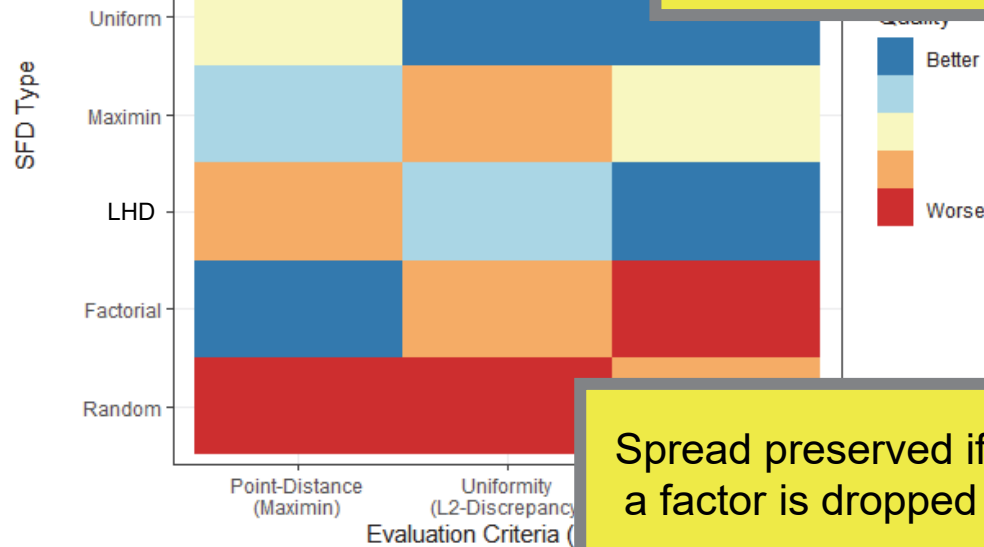 Uniform
Quality
Better
SFD Type
Maximin
LHD
Worse
Factorial
Random
Spread preserved if
a factor is dropped
Point-Distance
(Maximin)
Uniformity
(L2-Discrepancy
Evaluation Criteria (